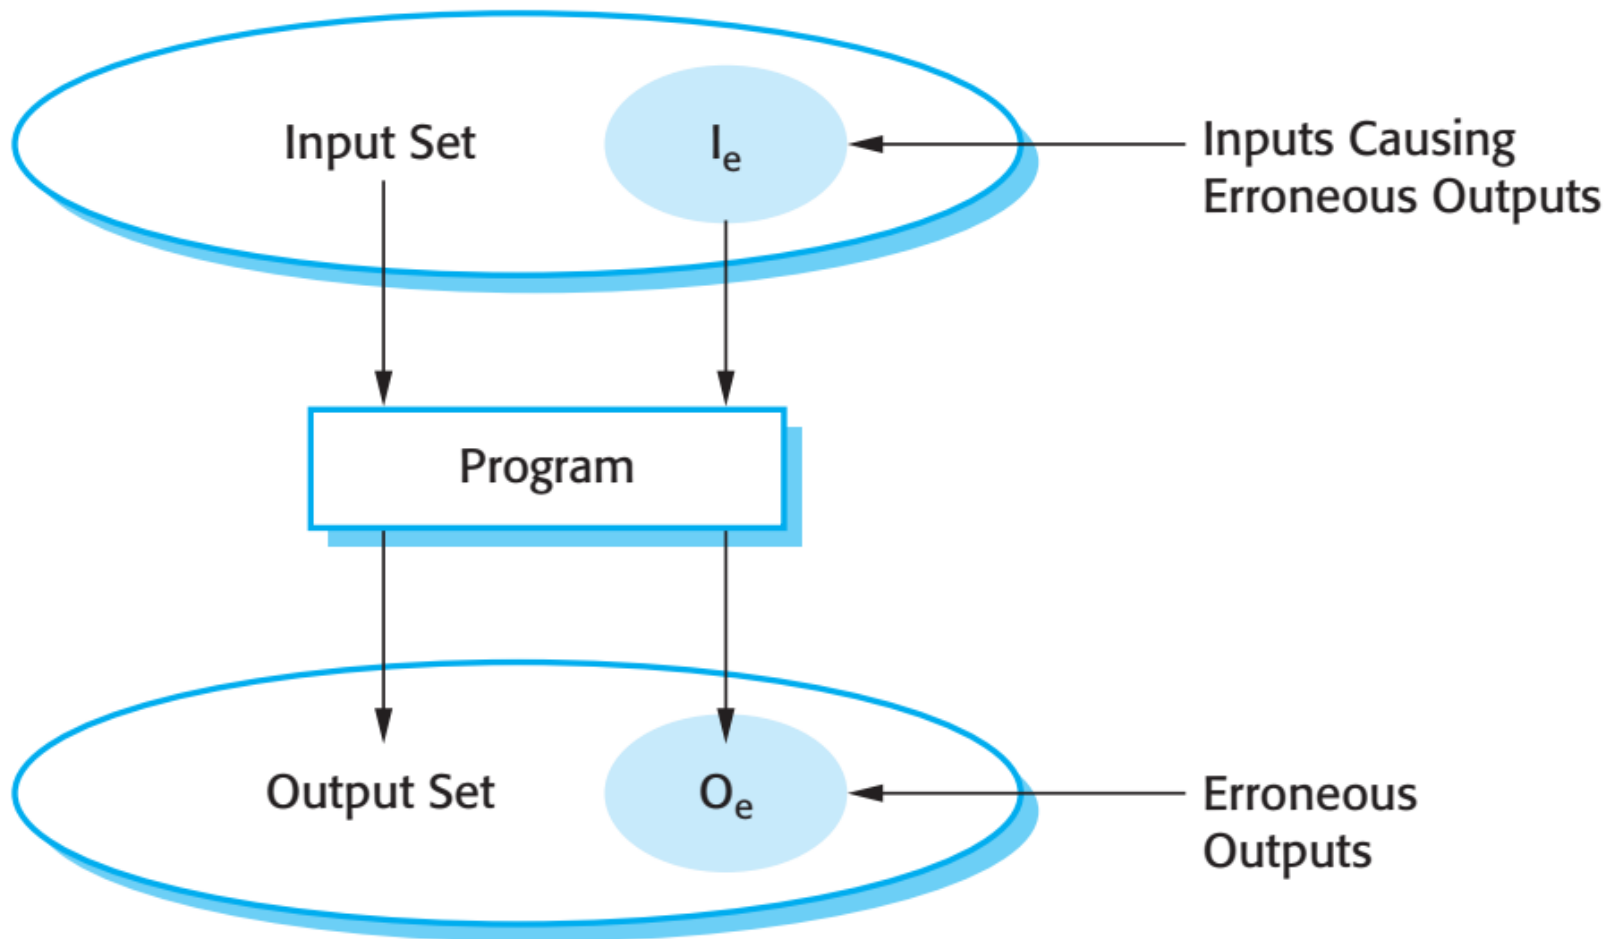 Input Set
Iₑ
Inputs Causing
Erroneous Outputs
Program
Output Set
Oₑ
Erroneous
Outputs